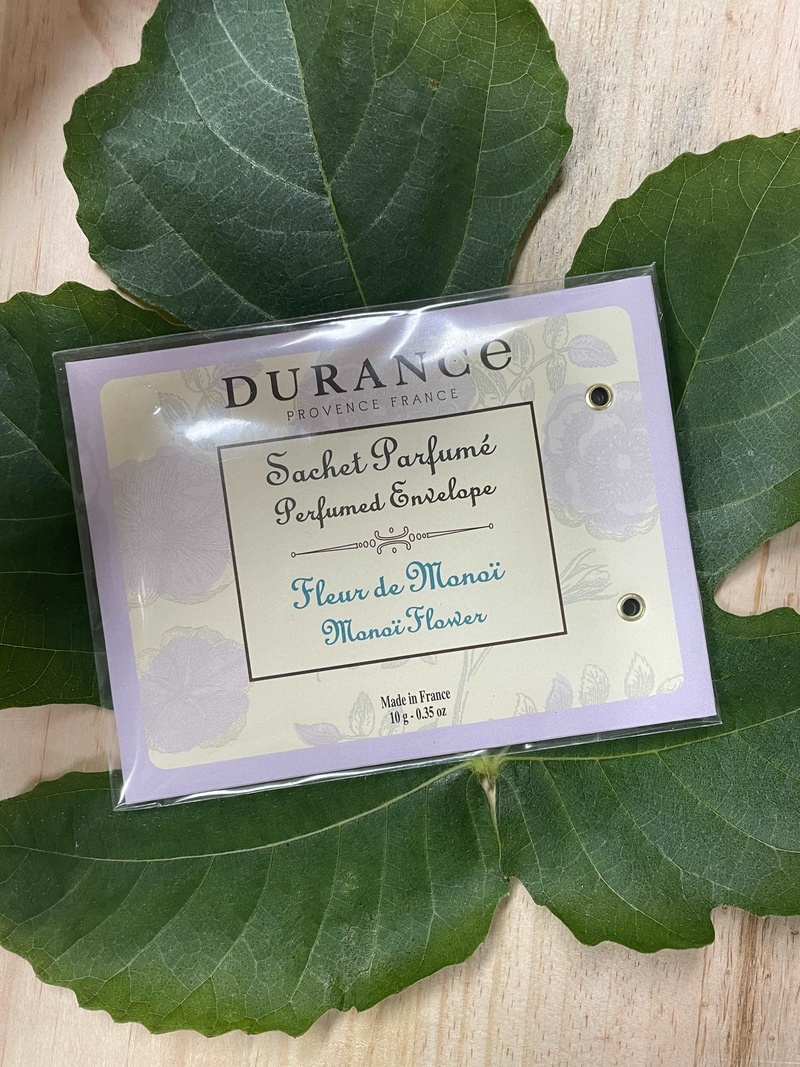 DURANCE
PROVENCE FRANCE
Sachet Parfumé
Perfumed Envelope
Fleur de Monoï
Monoï Flower
Made in France
10 g - 0.35 oz